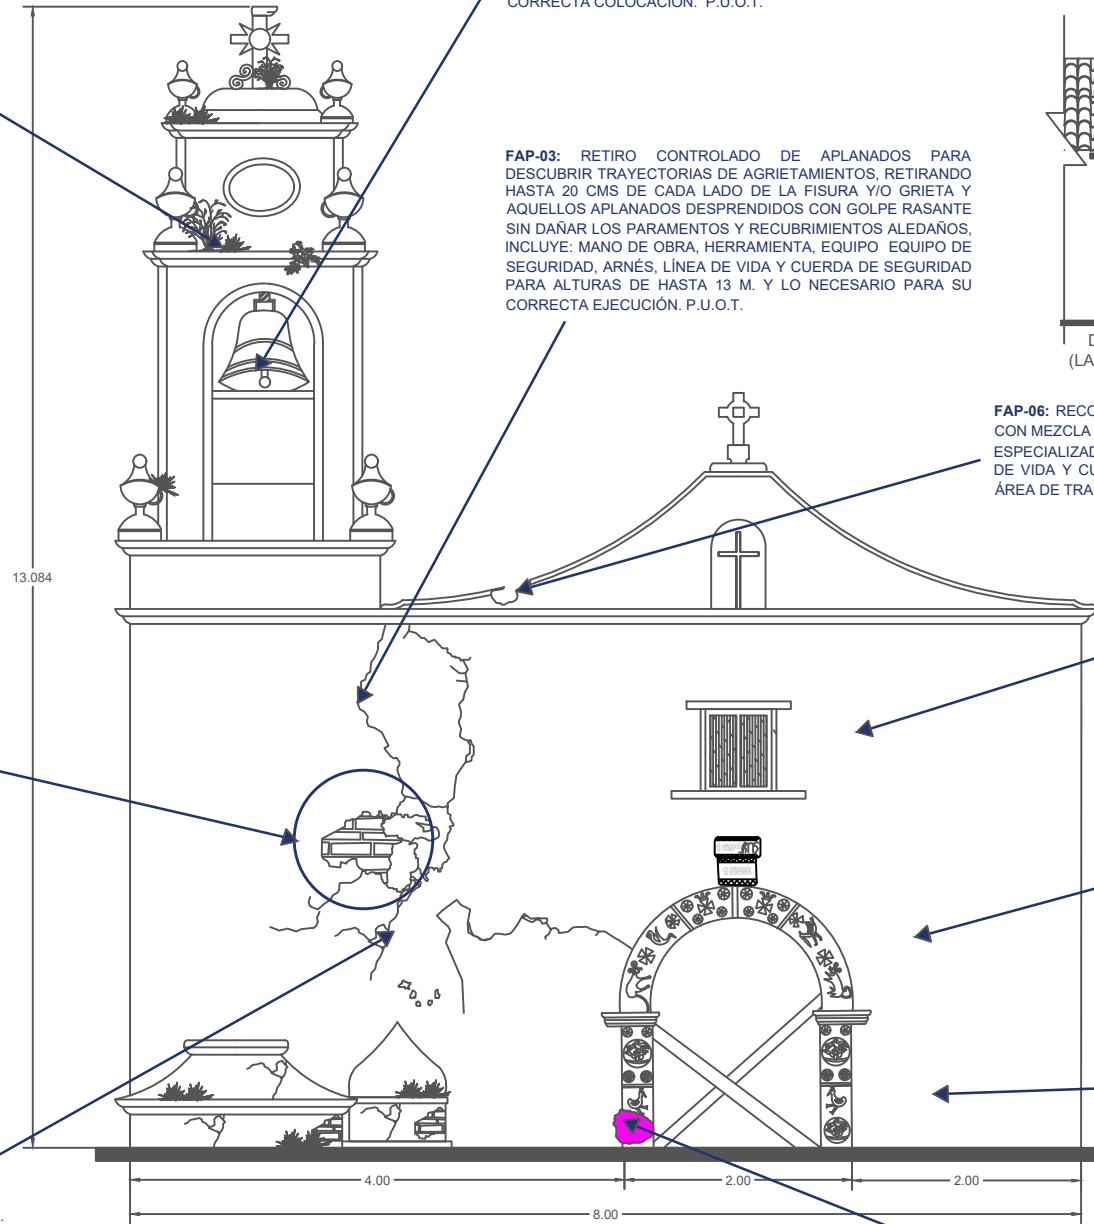 CORRECTA COLOCACIÓN. P.U.O.T.
FAP-03: RETIRO CONTROLADO DE APLANADOS PARA
DESCUBRIR TRAYECTORIAS DE AGRIETAMIENTOS, RETIRANDO
HASTA 20 CMS DE CADA LADO DE LA FISURA Y/O GRIETA Y
AQUELLOS APLANADOS DESPRENDIDOS CON GOLPE RASANTE
SIN DAÑAR LOS PARAMENTOS Y RECUBRIMIENTOS ALEDAÑOS,
INCLUYE: MANO DE OBRA, HERRAMIENTA, EQUIPO EQUIPO DE
SEGURIDAD, ARNÉS, LÍNEA DE VIDA Y CUERDA DE SEGURIDAD
PARA ALTURAS DE HASTA 13 M. Y LO NECESARIO PARA SU
CORRECTA EJECUCIÓN. P.U.O.T.
D
(LA
FAP-06: RECO
CON MEZCLA
ESPECIALIZAD
DE VIDA Y CU
ÁREA DE TRA
13.084
4.00
2.00
2.00
8.00